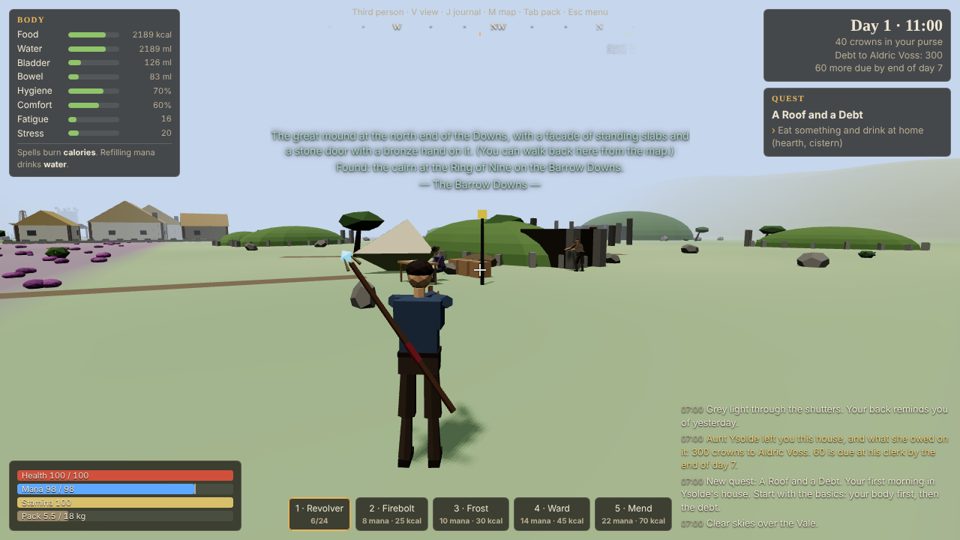 Third person · V view · J journal · M map · Tab pack · Esc menu
W
NW
N
BODY
Food 2189 kcal
Water 2189 ml
Bladder 126 ml
Bowel 83 ml
Hygiene 70%
Comfort 60%
Fatigue 16
Stress 20
Spells burn calories. Refilling mana
drinks water.
Day 1 · 11:00
40 crowns in your purse
Debt to Aldric Voss: 300
60 more due by end of day 7
QUEST
A Roof and a Debt
› Eat something and drink at home
(hearth, cistern)
The great mound at the north end of the Downs, with a facade of standing slabs and
a stone door with a bronze hand on it. (You can walk back here from the map.)
Found: the cairn at the Ring of Nine on the Barrow Downs.
— The Barrow Downs —
07:00 Grey light through the shutters. Your back reminds you
of yesterday.
07:00 Aunt Ysolde left you this house, and what she owed on
it: 300 crowns to Aldric Voss. 60 is due at his clerk by the
end of day 7.
07:00 New quest: A Roof and a Debt. Your first morning in
Ysolde's house. Start with the basics: your body first, then
the debt.
07:00 Clear skies over the Vale.
Health 100 / 100
Mana 98 / 98
Stamina 100
Pack 5.5 / 18 kg
1 · Revolver
6/24
2 · Firebolt
8 mana · 25 kcal
3 · Frost
10 mana · 30 kcal
4 · Ward
14 mana · 45 kcal
5 · Mend
22 mana · 70 kcal